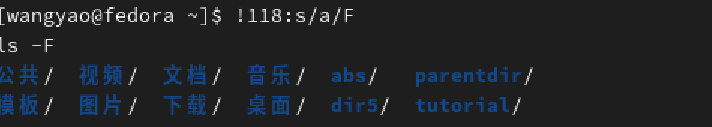 [wangyao@fedora ~]$ !118:s/a/F
ls -F
公共/ 视频/ 文档/ 音乐/ abs/ parentdir/
模板/ 图片/ 下载/ 桌面/ dir5/ tutorial/